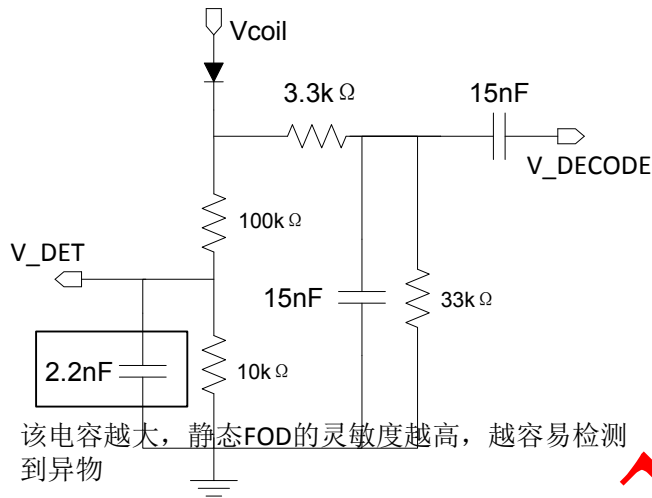 Vcoil
3.3kΩ
15nF
V_DECODE
100kΩ
V_DET
15nF
33kΩ
2.2nF
10kΩ
该电容越大，静态FOD的灵敏度越高，越容易检测
到异物